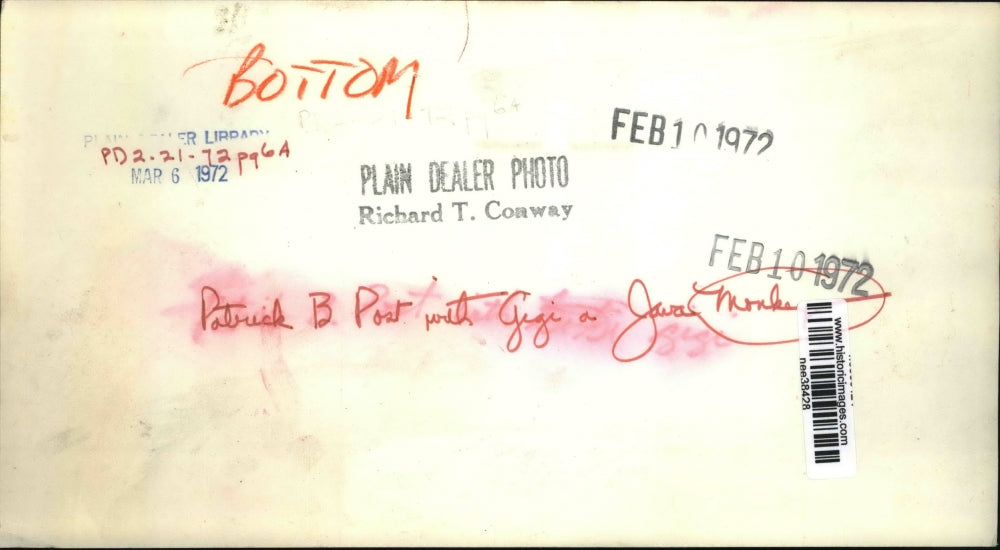 BOTTOM
FEB 10 1972
PLAIN DEALER LIBRARY
PD 2-21-72 pg 6A
MAR 6 1972
PLAIN DEALER PHOTO
Richard T. Conway
FEB 10 1972
Patrick B Post with Gigi a Java Monke
www.historicimages.com
nee38428